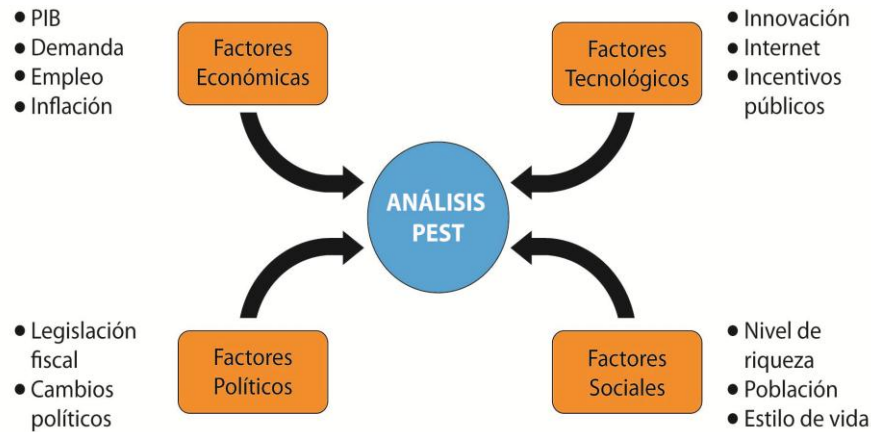 • PIB
• Demanda
• Empleo
• Inflación
Factores
Económicas
Factores
Tecnológicos
• Innovación
• Internet
• Incentivos
públicos
ANÁLISIS
PEST
• Legislación
fiscal
• Cambios
políticos
Factores
Políticos
Factores
Sociales
• Nivel de
riqueza
• Población
• Estilo de vida